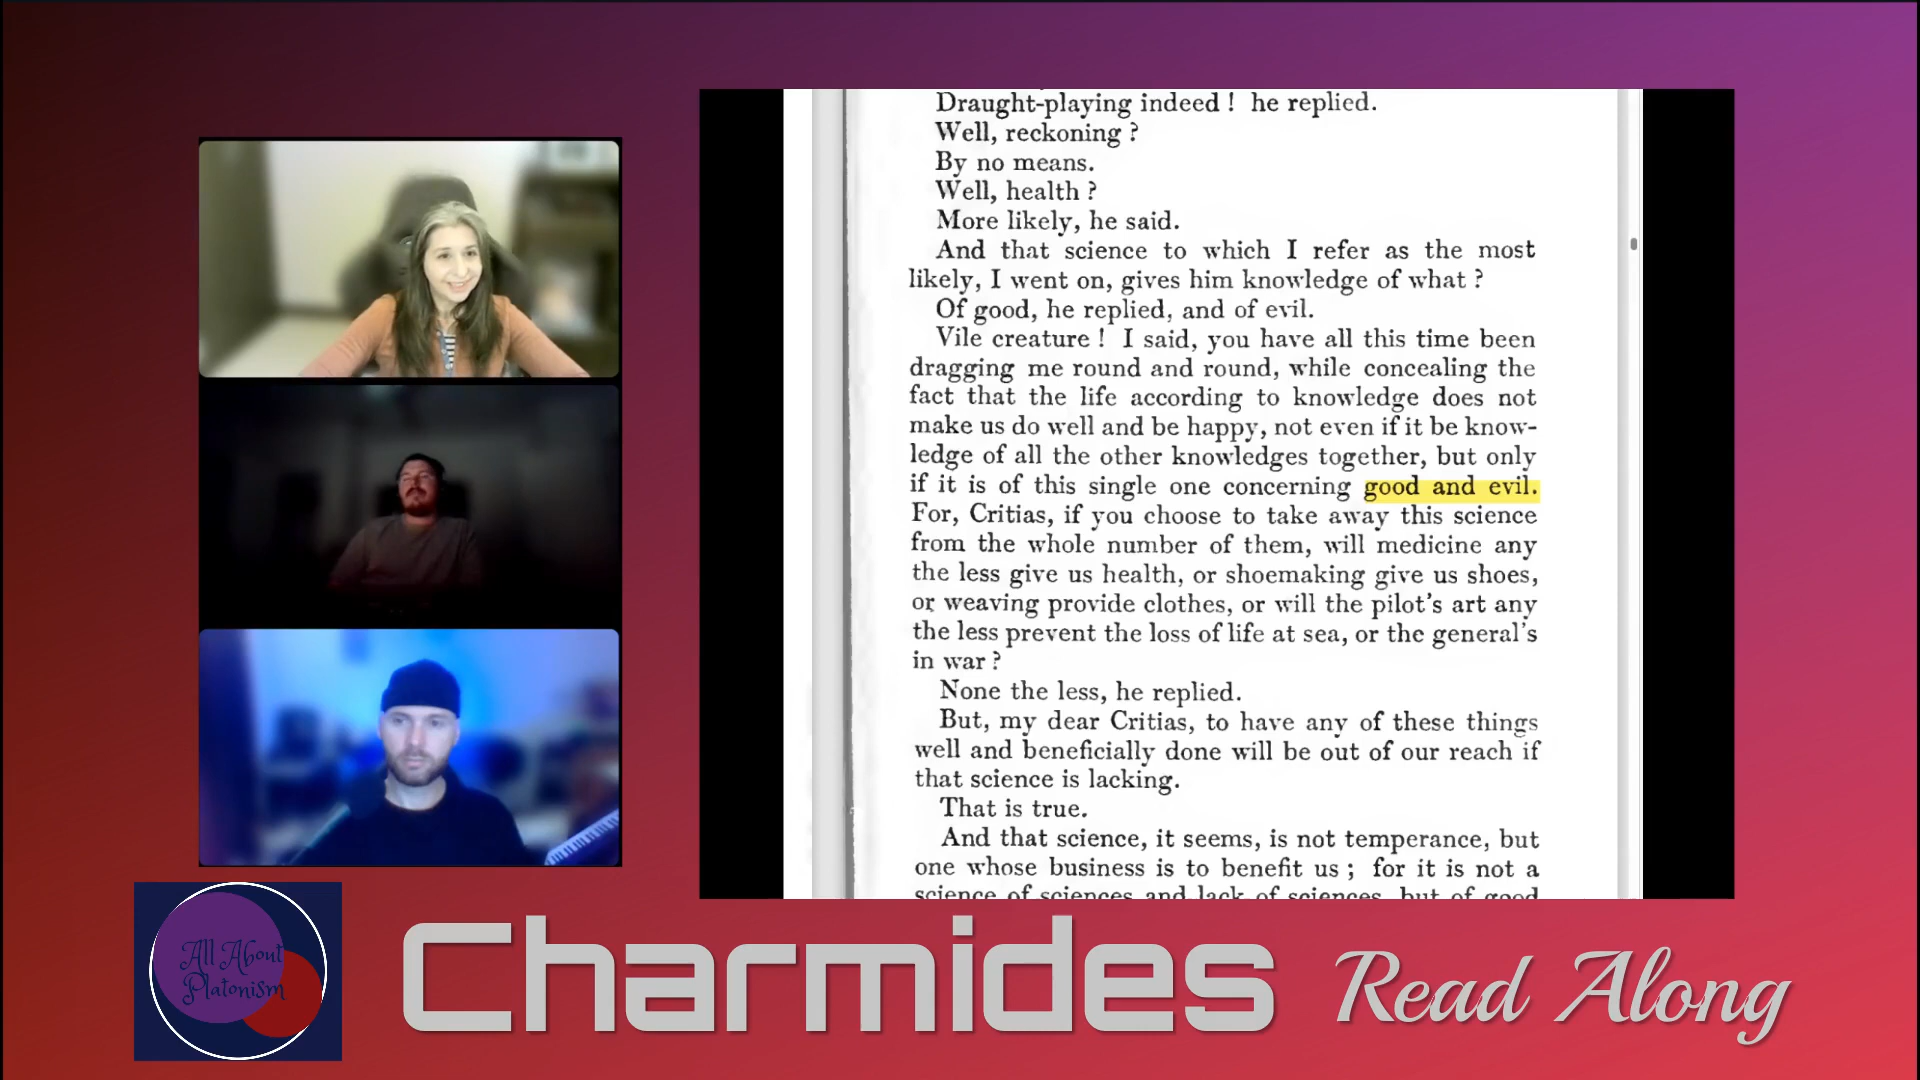 Draught-playing indeed ! he replied.
Well, reckoning ?
By no means.
Well, health ?
More likely, he said.
And that science to which I refer as the most
likely, I went on, gives him knowledge of what ?
Of good, he replied, and of evil.
Vile creature ! I said, you have all this time been
dragging me round and round, while concealing the
fact that the life according to knowledge does not
make us do well and be happy, not even if it be know-
ledge of all the other knowledges together, but only
if it is of this single one concerning good and evil.
For, Critias, if you choose to take away this science
from the whole number of them, will medicine any
the less give us health, or shoemaking give us shoes,
or weaving provide clothes, or will the pilot's art any
the less prevent the loss of life at sea, or the general's
in war ?
None the less, he replied.
But, my dear Critias, to have any of these things
well and beneficially done will be out of our reach if
that science is lacking.
That is true.
And that science, it seems, is not temperance, but
one whose business is to benefit us ; for it is not a
science of sciences and lack of sciences, but of good
All About
Platonism
Charmides Read Along